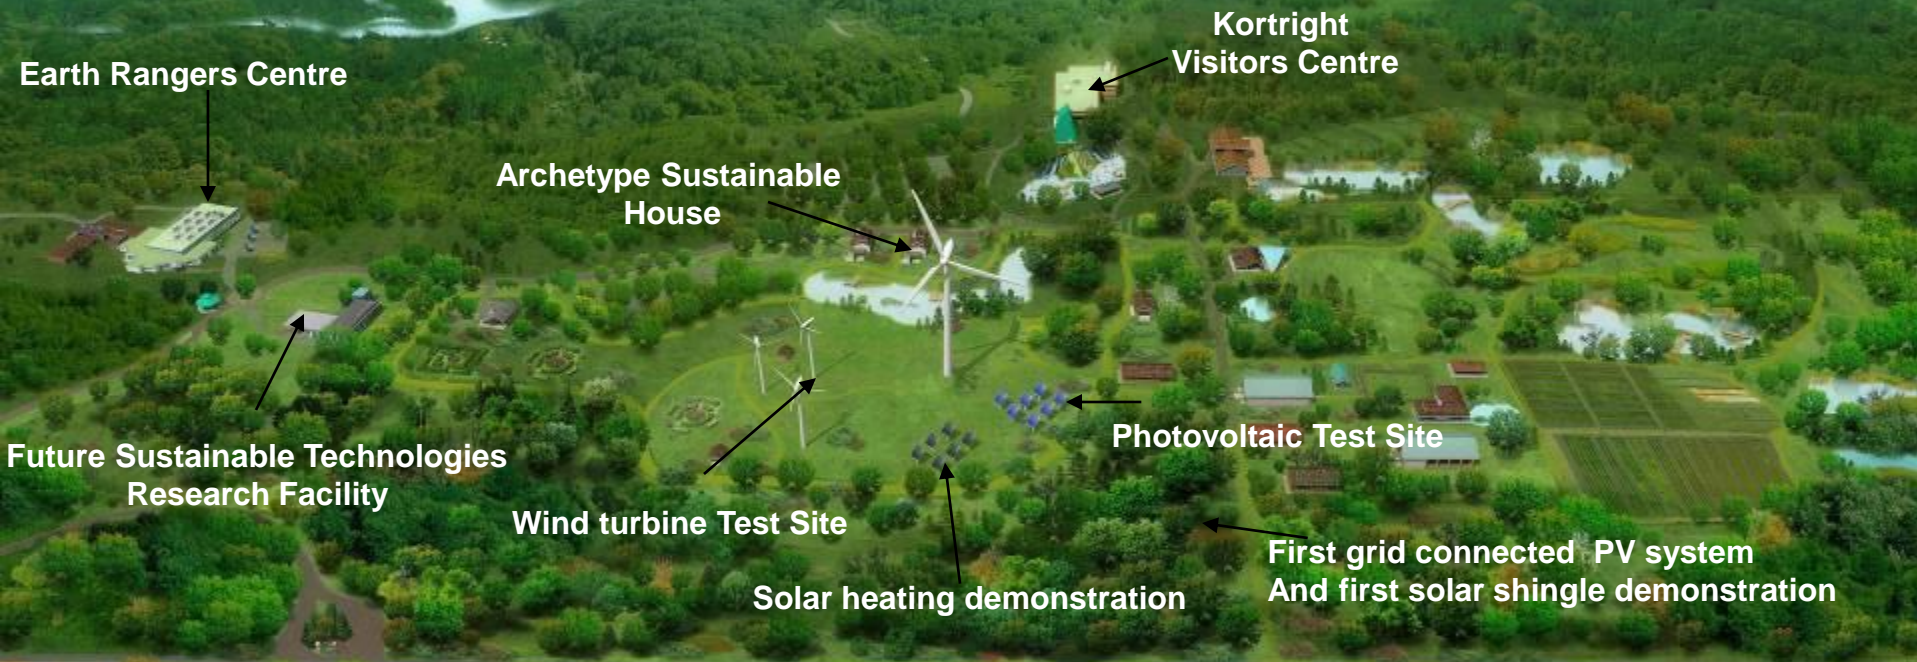 Kortright
Visitors Centre
Earth Rangers Centre
Archetype Sustainable
House
Photovoltaic Test Site
Future Sustainable Technologies
Research Facility
Wind turbine Test Site
First grid connected  PV system
And first solar shingle demonstration
Solar heating demonstration